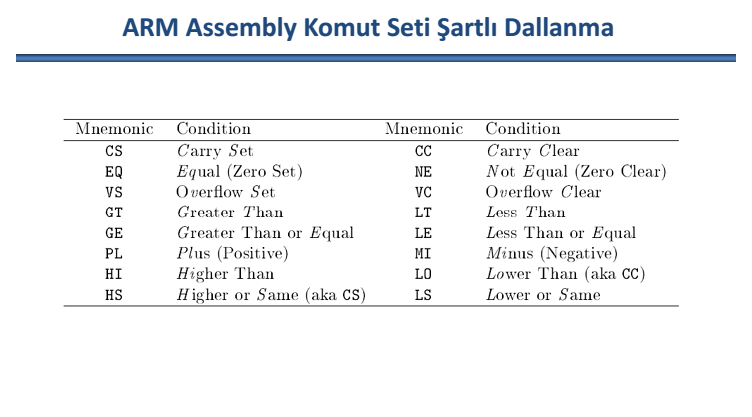 ARM Assembly Komut Seti Şartlı Dallanma
Mnemonic Condition Mnemonic Condition
CS Carry Set CC Carry Clear
EQ Equal (Zero Set) NE Not Equal (Zero Clear)
VS Overflow Set VC Overflow Clear
GT Greater Than LT Less Than
GE Greater Than or Equal LE Less Than or Equal
PL Plus (Positive) MI Minus (Negative)
HI Higher Than LO Lower Than (aka CC)
HS Higher or Same (aka CS) LS Lower or Same